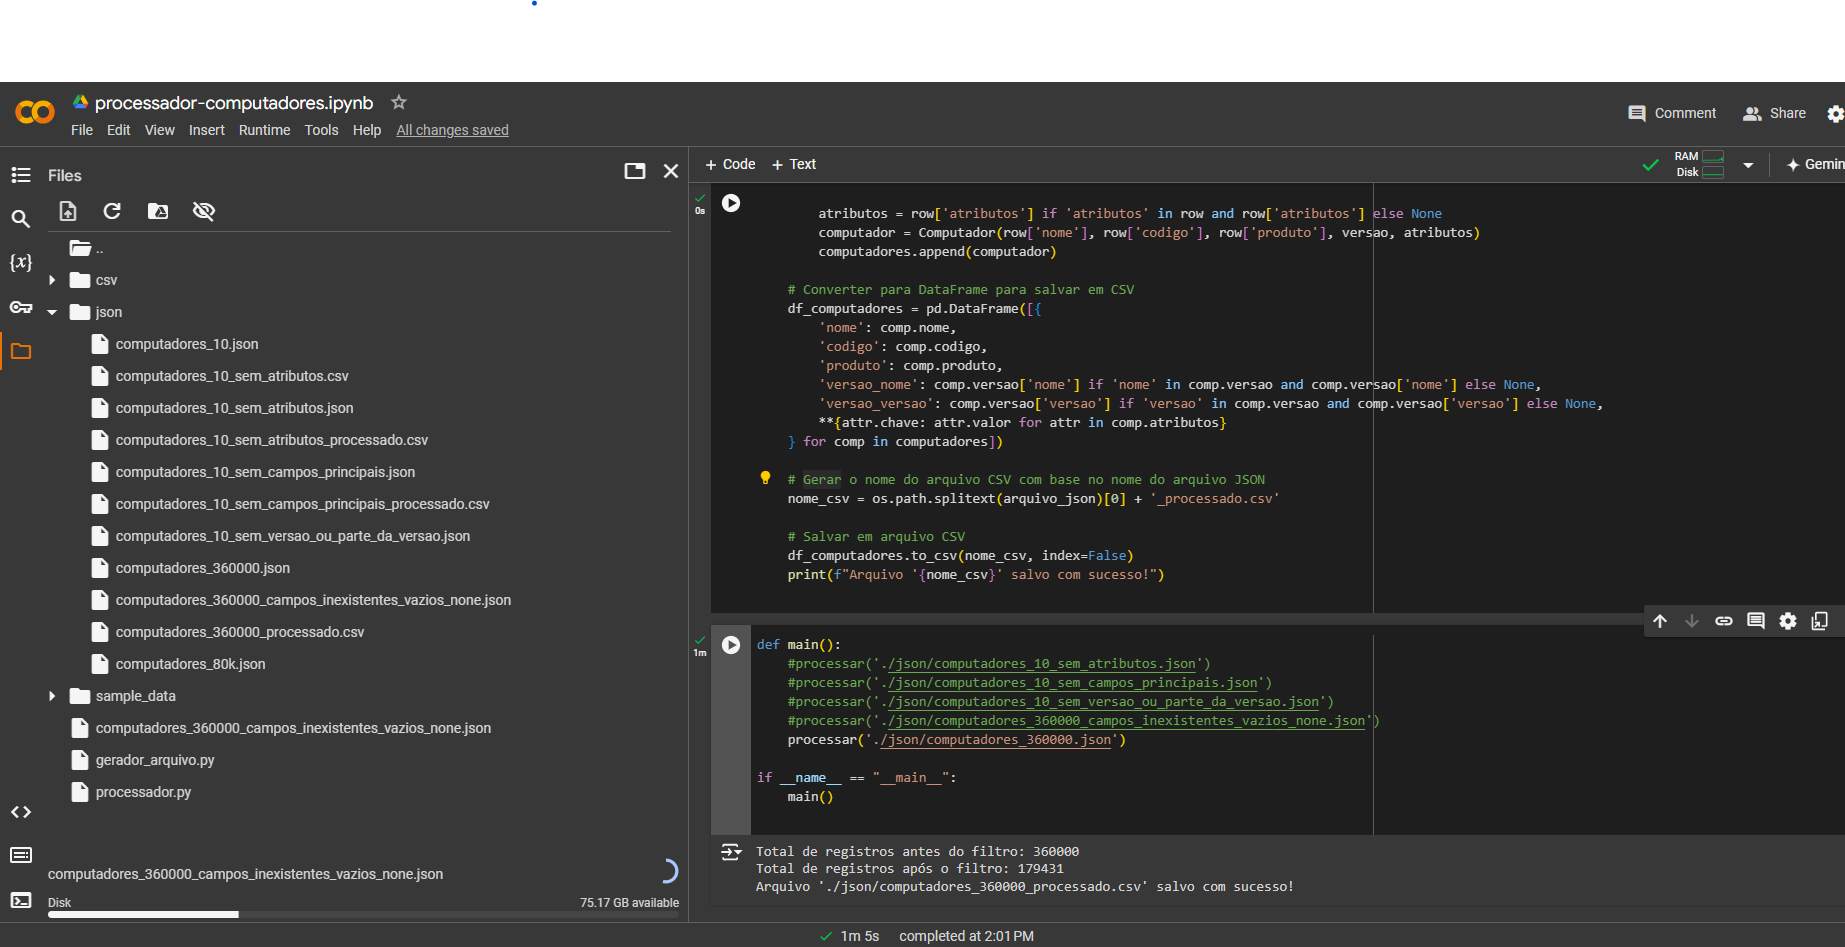 processador-computadores.ipynb
File Edit View Insert Runtime Tools Help All changes saved
Comment Share
Files
..
csv
json
computadores_10.json
computadores_10_sem_atributos.csv
computadores_10_sem_atributos.json
computadores_10_sem_atributos_processado.csv
computadores_10_sem_campos_principais.json
computadores_10_sem_campos_principais_processado.csv
computadores_10_sem_versao_ou_parte_da_versao.json
computadores_360000.json
computadores_360000_campos_inexistentes_vazios_none.json
computadores_360000_processado.csv
computadores_80k.json
sample_data
computadores_360000_campos_inexistentes_vazios_none.json
gerador_arquivo.py
processador.py
computadores_360000_campos_inexistentes_vazios_none.json
Disk 75.17 GB available
{x}
+ Code + Text
RAM
Disk
Gemin
0s
atributos = row['atributos'] if 'atributos' in row and row['atributos'] else None
computador = Computador(row['nome'], row['codigo'], row['produto'], versao, atributos)
computadores.append(computador)
# Converter para DataFrame para salvar em CSV
df_computadores = pd.DataFrame([{
'nome': comp.nome,
'codigo': comp.codigo,
'produto': comp.produto,
'versao_nome': comp.versao['nome'] if 'nome' in comp.versao and comp.versao['nome'] else None,
'versao_versao': comp.versao['versao'] if 'versao' in comp.versao and comp.versao['versao'] else None,
**{attr.chave: attr.valor for attr in comp.atributos}
} for comp in computadores])
# Gerar o nome do arquivo CSV com base no nome do arquivo JSON
nome_csv = os.path.splitext(arquivo_json)[0] + '_processado.csv'
# Salvar em arquivo CSV
df_computadores.to_csv(nome_csv, index=False)
print(f"Arquivo '{nome_csv}' salvo com sucesso!")
1m
def main():
#processar('./json/computadores_10_sem_atributos.json')
#processar('./json/computadores_10_sem_campos_principais.json')
#processar('./json/computadores_10_sem_versao_ou_parte_da_versao.json')
#processar('./json/computadores_360000_campos_inexistentes_vazios_none.json')
processar('./json/computadores_360000.json')
if __name__ == "__main__":
main()
Total de registros antes do filtro: 360000
Total de registros após o filtro: 179431
Arquivo './json/computadores_360000_processado.csv' salvo com sucesso!
1m 5s completed at 2:01 PM